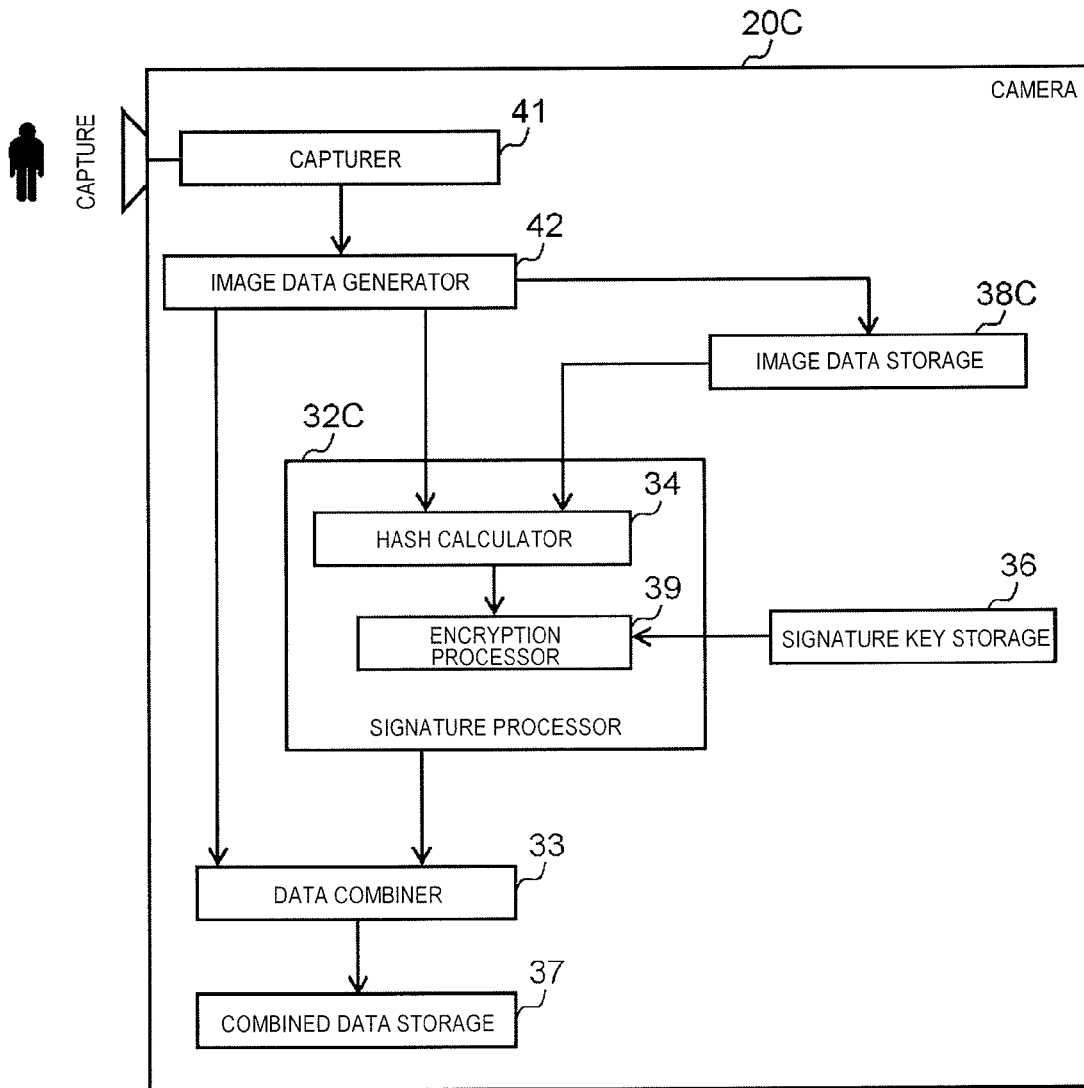 20C
CAMERA
CAPTURE
41
CAPTURER
42
IMAGE DATA GENERATOR
38C
IMAGE DATA STORAGE
32C
34
HASH CALCULATOR
39
ENCRYPTION
PROCESSOR
36
SIGNATURE KEY STORAGE
SIGNATURE PROCESSOR
33
DATA COMBINER
37
COMBINED DATA STORAGE